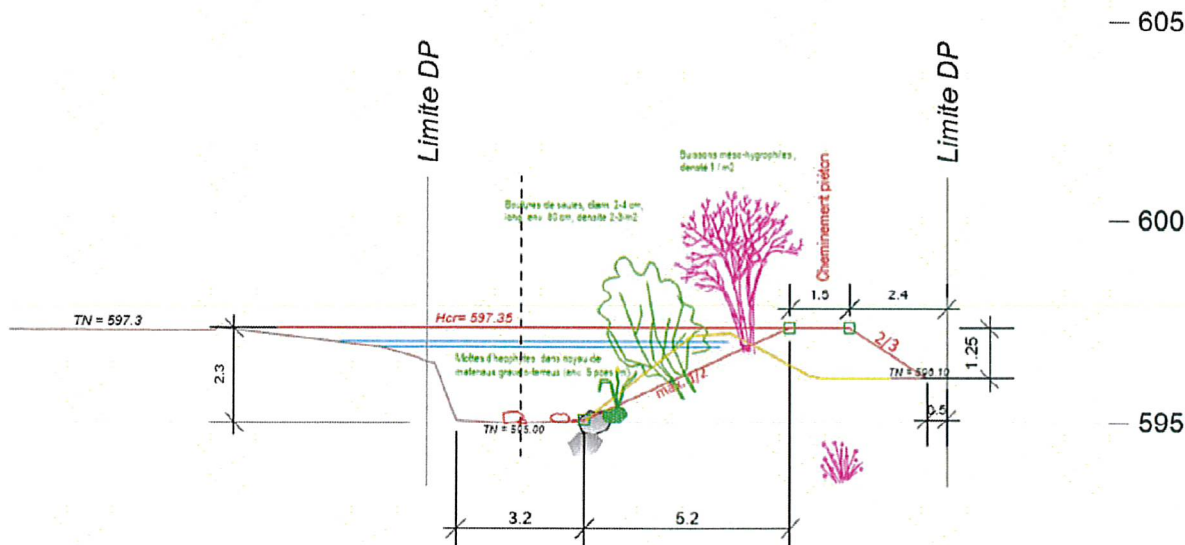 605
Limite DP
Limite DP
Buissons méso-hygrophiles,
densité 1 / m2
Cheminement piéton
Boutures de saules, diam. 2-4 cm,
long. env. 80 cm, densité 2-3/m2
600
1.5
2.4
TN = 597.3
Hcr= 597.35
2/3
1.25
2.3
Mottes d'hélophytes dans noyau de
matériaux gravelo-terreux (env. 5 pces/m)
max. 1/2
TN = 596.10
0.5
TN = 595.00
595
3.2
5.2